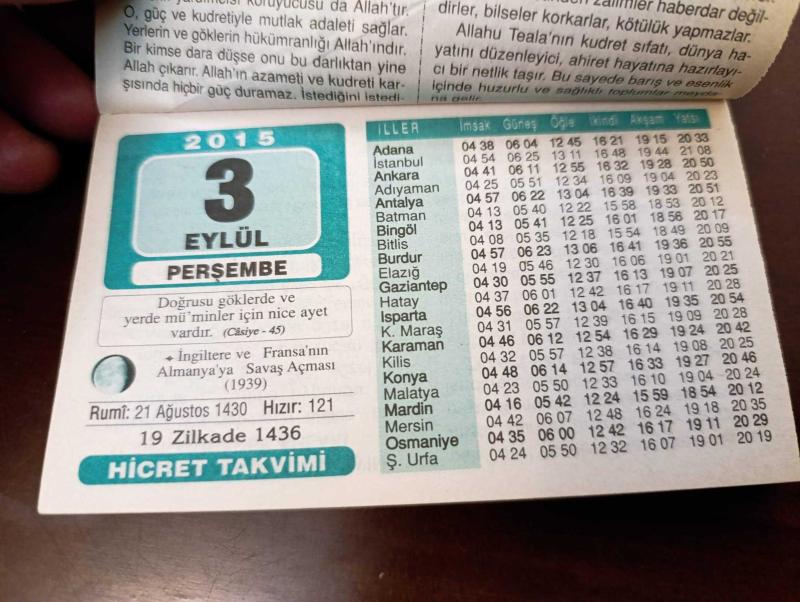 koruyucusu da Allah'tır.
O, güç ve kudretiyle mutlak adaleti sağlar.
Yerlerin ve göklerin hükümranlığı Allah'ındır.
Bir kimse dara düşse onu bu darlıktan yine
Allah çıkarır. Allah'ın azameti ve kudreti kar-
şısında hiçbir güç duramaz. İstediğini istedi-
zalimler haberdar değil-
dirler, bilseler korkarlar, kötülük yapmazlar.
Allahu Teala'nın kudret sıfatı, dünya ha-
yatını düzenleyici, ahiret hayatına hazırlayı-
cı bir netlik taşır. Bu sayede barış ve esenlik
içinde huzurlu ve sağlıklı toplumlar meyda-
na gelir.
2015
3
EYLÜL
PERŞEMBE
Doğrusu göklerde ve
yerde mü'minler için nice ayet
vardır. (Câsiye - 45)
İngiltere ve Fransa'nın
Almanya'ya Savaş Açması
(1939)
Rumî: 21 Ağustos 1430 Hızır: 121
19 Zilkade 1436
HİCRET TAKVİMİ
İLLER İmsak Güneş Öğle İkindi Akşam Yatsı
Adana 04 38 06 04 12 45 16 21 19 15 20 33
İstanbul 04 54 06 25 13 11 16 48 19 44 21 08
Ankara 04 41 06 11 12 55 16 32 19 28 20 50
Adıyaman 04 25 05 51 12 34 16 09 19 04 20 23
Antalya 04 57 06 22 13 04 16 39 19 33 20 51
Batman 04 13 05 40 12 22 15 58 18 53 20 12
Bingöl 04 13 05 41 12 25 16 01 18 56 20 17
Bitlis 04 08 05 35 12 18 15 54 18 49 20 09
Burdur 04 57 06 23 13 06 16 41 19 36 20 55
Elazığ 04 19 05 46 12 30 16 06 19 01 20 21
Gaziantep 04 30 05 55 12 37 16 13 19 07 20 25
Hatay 04 37 06 01 12 42 16 17 19 11 20 28
Isparta 04 56 06 22 13 04 16 40 19 35 20 54
K. Maraş 04 31 05 57 12 39 16 15 19 09 20 28
Karaman 04 46 06 12 12 54 16 29 19 24 20 42
Kilis 04 32 05 57 12 38 16 14 19 08 20 25
Konya 04 48 06 14 12 57 16 33 19 27 20 46
Malatya 04 23 05 50 12 33 16 10 19 04 20 24
Mardin 04 16 05 42 12 24 15 59 18 54 20 12
Mersin 04 42 06 07 12 48 16 24 19 18 20 35
Osmaniye 04 35 06 00 12 42 16 17 19 11 20 29
Ş. Urfa 04 24 05 50 12 32 16 07 19 01 20 19